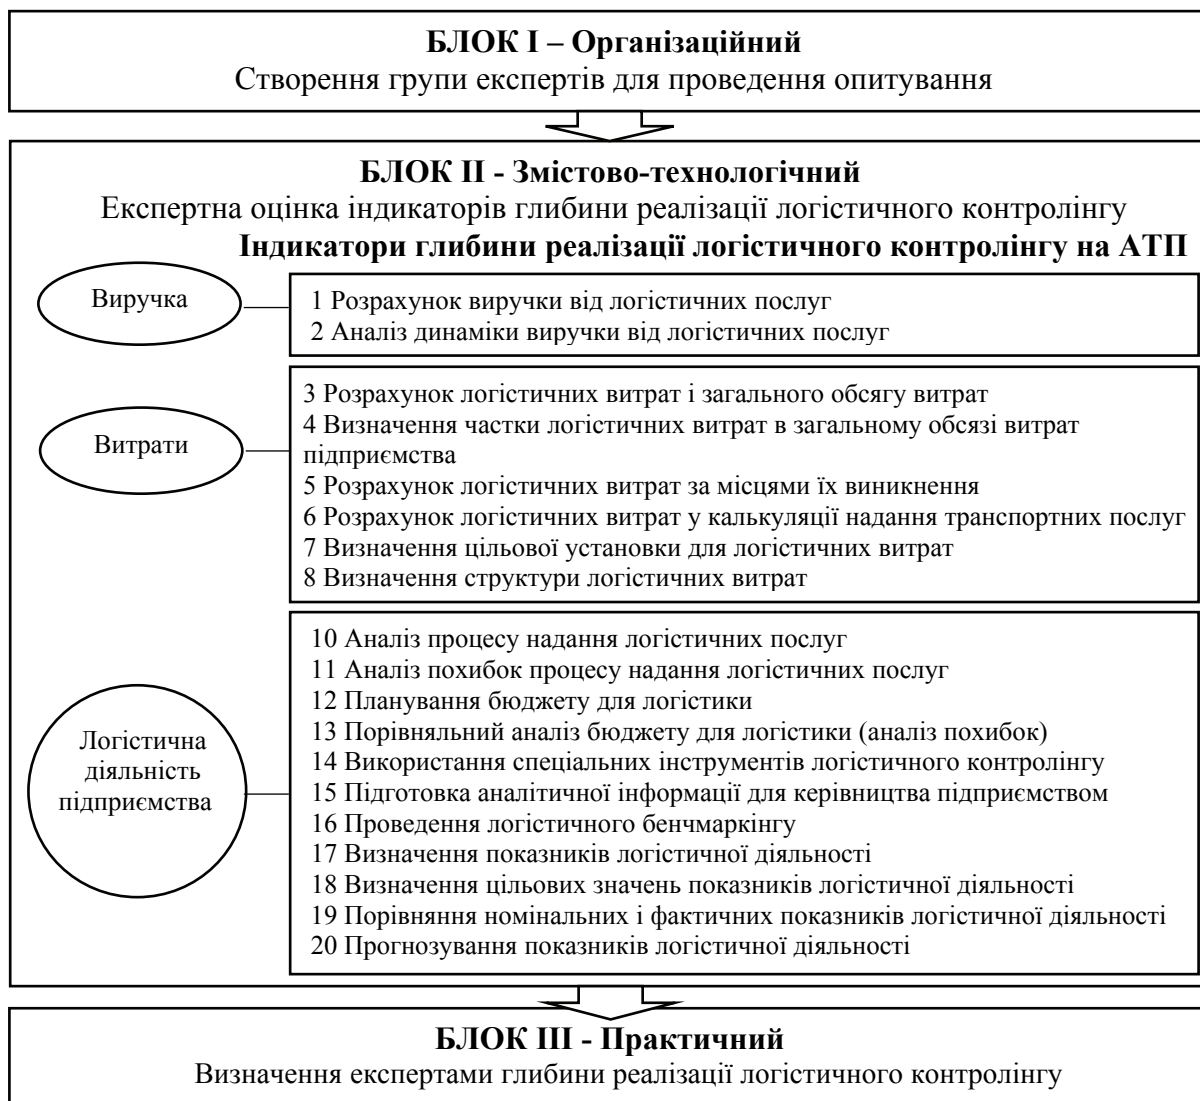 БЛОК І – Організаційний
Створення групи експертів для проведення опитування
БЛОК ІІ - Змістово-технологічний
Експертна оцінка індикаторів глибини реалізації логістичного контролінгу
Індикатори глибини реалізації логістичного контролінгу на АТП
Виручка
1 Розрахунок виручки від логістичних послуг
2 Аналіз динаміки виручки від логістичних послуг
Витрати
3 Розрахунок логістичних витрат і загального обсягу витрат
4 Визначення частки логістичних витрат в загальному обсязі витрат
підприємства
5 Розрахунок логістичних витрат за місцями їх виникнення
6 Розрахунок логістичних витрат у калькуляції надання транспортних послуг
7 Визначення цільової установки для логістичних витрат
8 Визначення структури логістичних витрат
Логістична
діяльність
підприємства
10 Аналіз процесу надання логістичних послуг
11 Аналіз похибок процесу надання логістичних послуг
12 Планування бюджету для логістики
13 Порівняльний аналіз бюджету для логістики (аналіз похибок)
14 Використання спеціальних інструментів логістичного контролінгу
15 Підготовка аналітичної інформації для керівництва підприємством
16 Проведення логістичного бенчмаркінгу
17 Визначення показників логістичної діяльності
18 Визначення цільових значень показників логістичної діяльності
19 Порівняння номінальних і фактичних показників логістичної діяльності
20 Прогнозування показників логістичної діяльності
БЛОК ІІІ - Практичний
Визначення експертами глибини реалізації логістичного контролінгу